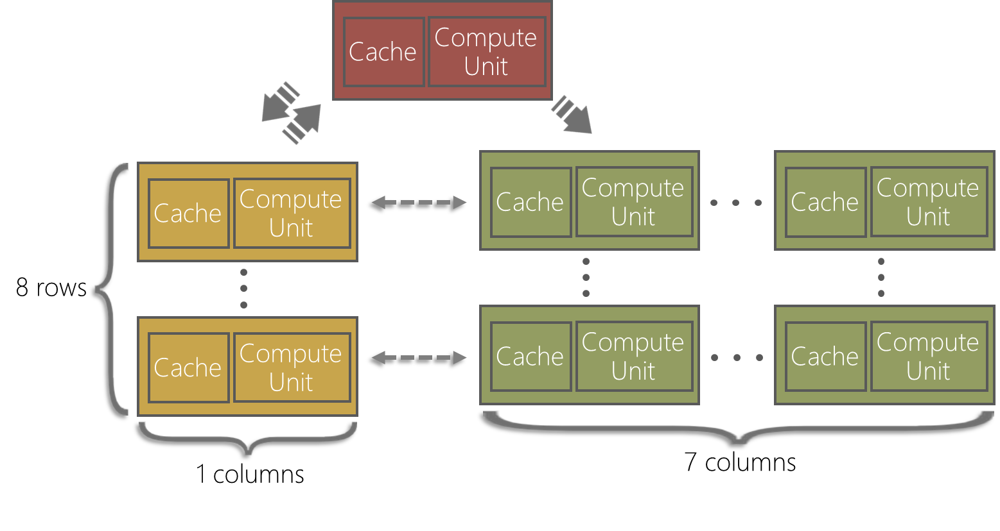 Cache
Compute
Unit
Cache
Compute
Unit
Cache
Compute
Unit
Cache
Compute
Unit
8 rows
Cache
Compute
Unit
Cache
Compute
Unit
Cache
Compute
Unit
1 columns
7 columns